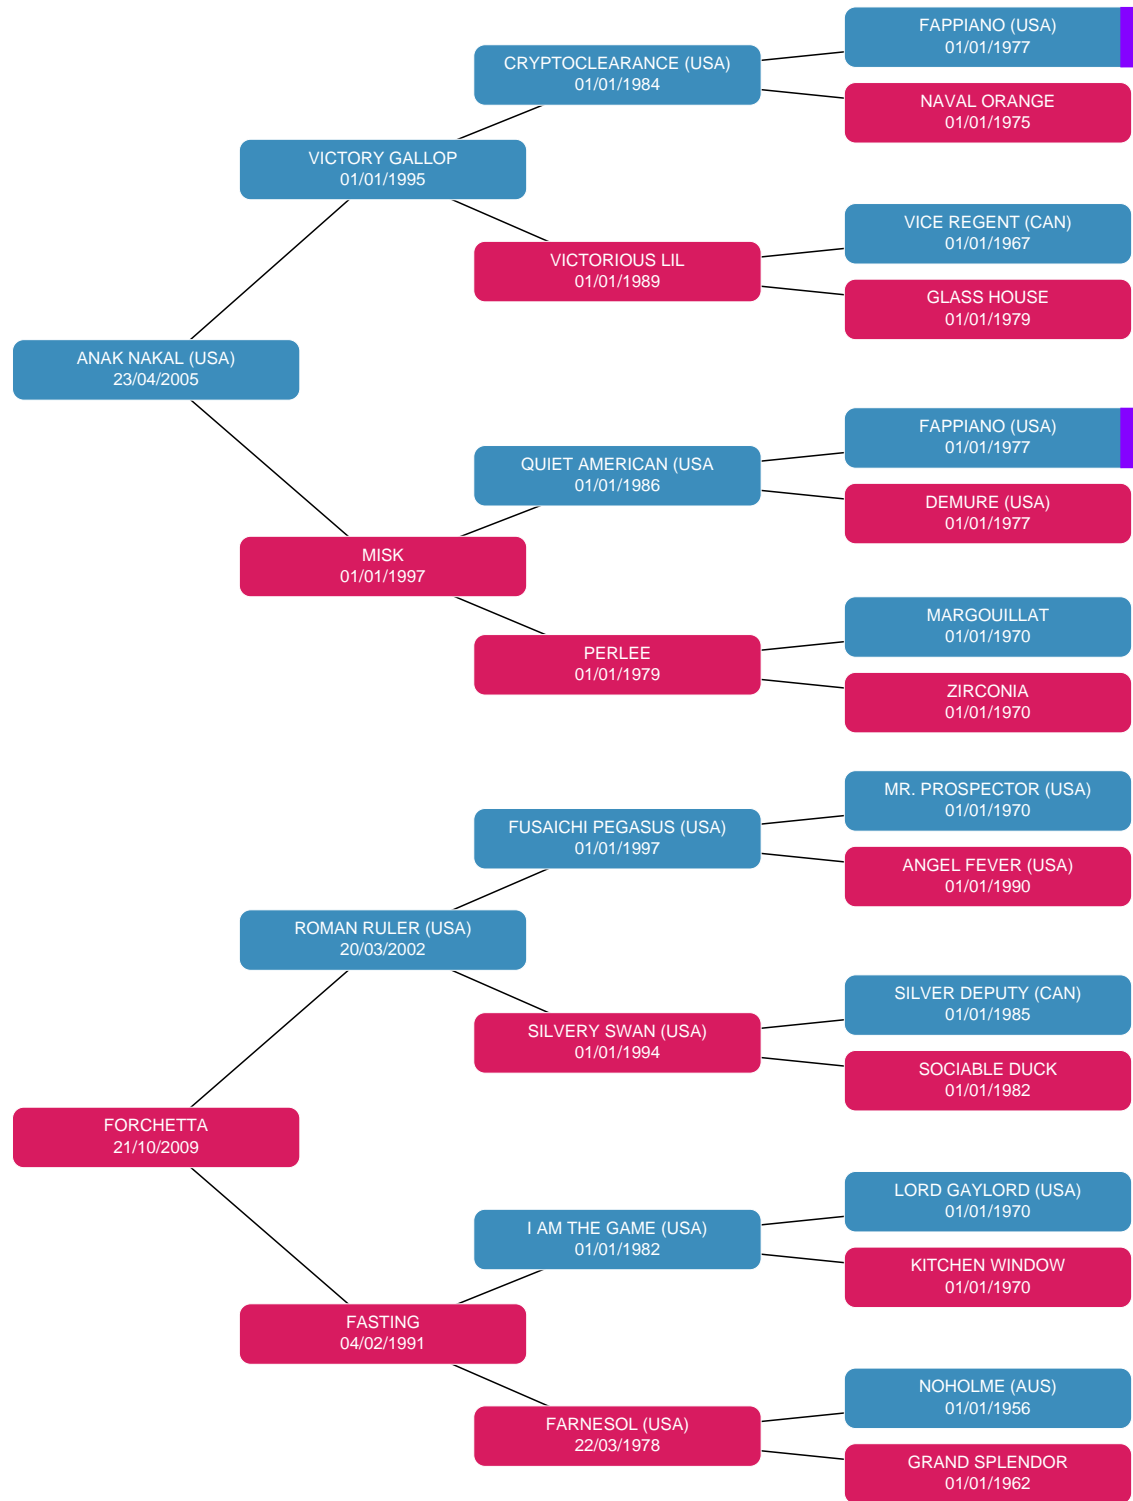 FAPPIANO (USA)
01/01/1977
CRYPTOCLEARANCE (USA)
01/01/1984
NAVAL ORANGE
01/01/1975
VICTORY GALLOP
01/01/1995
VICE REGENT (CAN)
01/01/1967
VICTORIOUS LIL
01/01/1989
GLASS HOUSE
01/01/1979
ANAK NAKAL (USA)
23/04/2005
FAPPIANO (USA)
01/01/1977
QUIET AMERICAN (USA
01/01/1986
DEMURE (USA)
01/01/1977
MISK
01/01/1997
MARGOUILLAT
01/01/1970
PERLEE
01/01/1979
ZIRCONIA
01/01/1970
MR. PROSPECTOR (USA)
01/01/1970
FUSAICHI PEGASUS (USA)
01/01/1997
ANGEL FEVER (USA)
01/01/1990
ROMAN RULER (USA)
20/03/2002
SILVER DEPUTY (CAN)
01/01/1985
SILVERY SWAN (USA)
01/01/1994
SOCIABLE DUCK
01/01/1982
FORCHETTA
21/10/2009
LORD GAYLORD (USA)
01/01/1970
I AM THE GAME (USA)
01/01/1982
KITCHEN WINDOW
01/01/1970
FASTING
04/02/1991
NOHOLME (AUS)
01/01/1956
FARNESOL (USA)
22/03/1978
GRAND SPLENDOR
01/01/1962